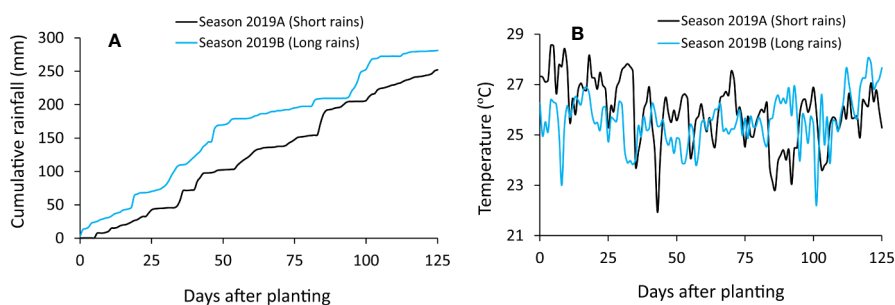 A
Season 2019A (Short rains)
Season 2019B (Long rains)
Cumulative rainfall (mm)
300
250
200
150
100
50
0
0 25 50 75 100 125
Days after planting
B
Season 2019A (Short rains)
Season 2019B (Long rains)
Temperature (°C)
29
27
25
23
21
0 25 50 75 100 125
Days after planting